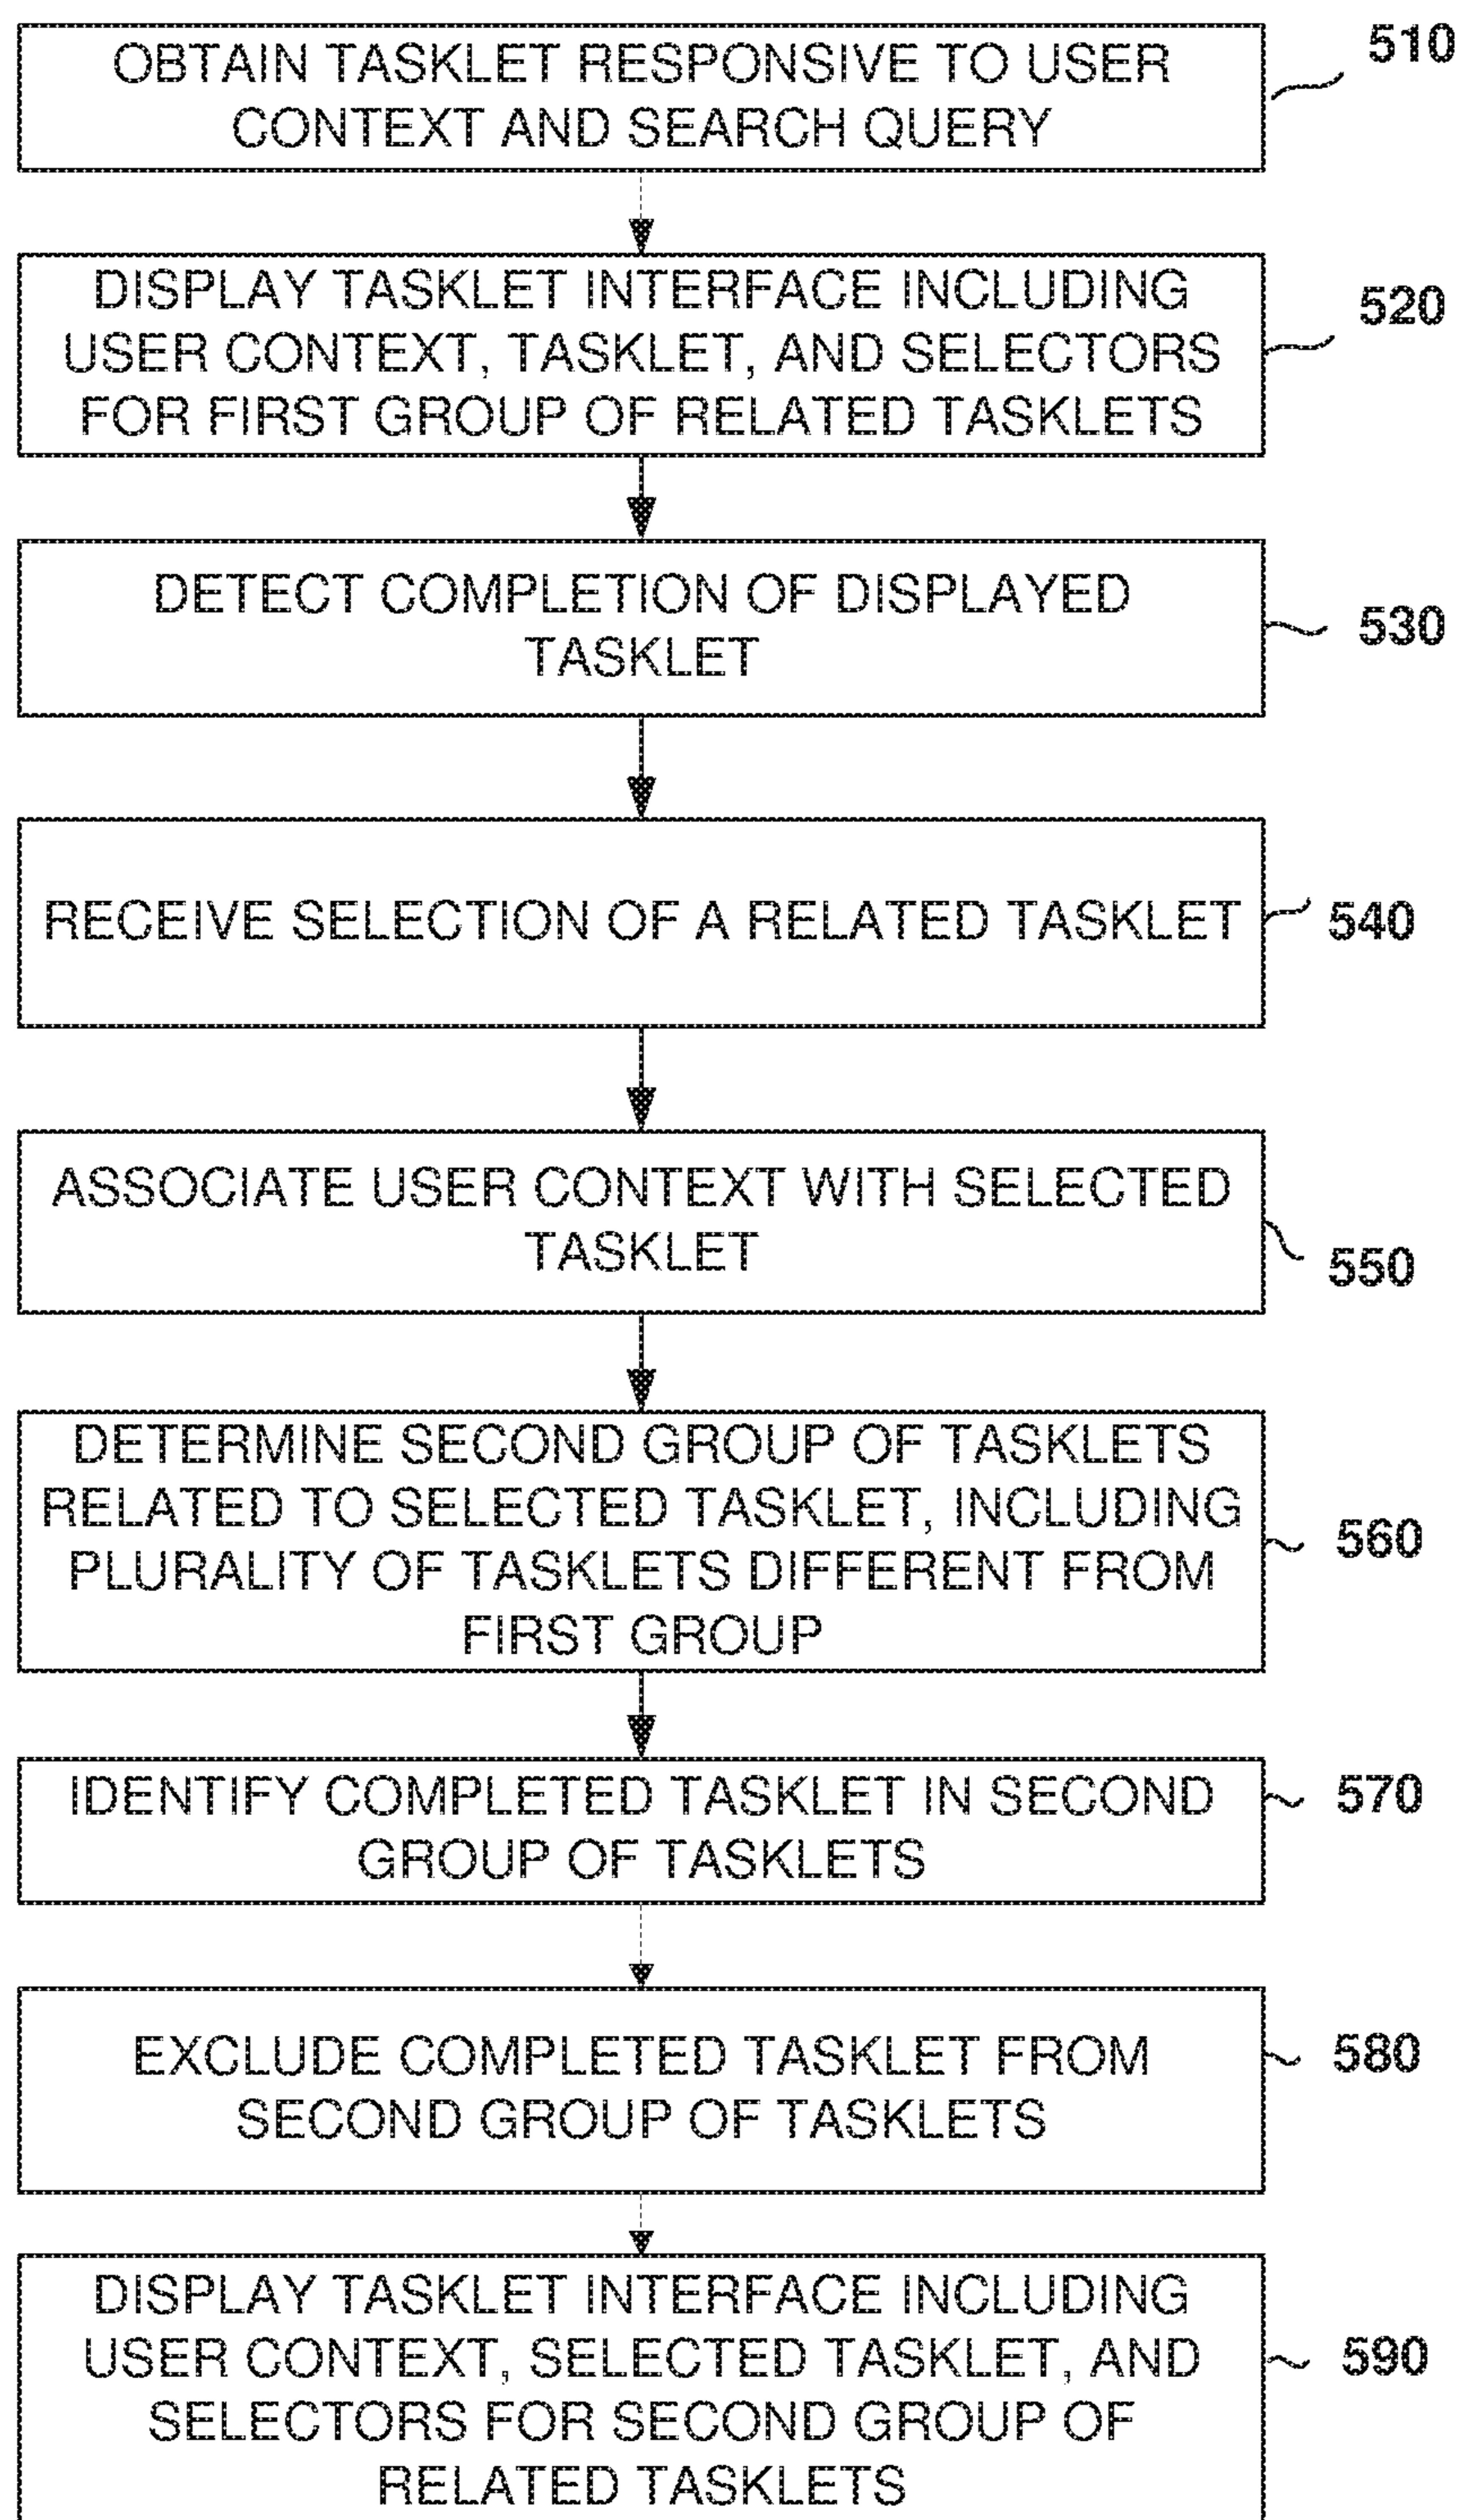 OBTAIN TASKLET RESPONSIVE TO USER
CONTEXT AND SEARCH QUERY
510
DISPLAY TASKLET INTERFACE INCLUDING
USER CONTEXT, TASKLET, AND SELECTORS
FOR FIRST GROUP OF RELATED TASKLETS
520
DETECT COMPLETION OF DISPLAYED
TASKLET
530
RECEIVE SELECTION OF A RELATED TASKLET
540
ASSOCIATE USER CONTEXT WITH SELECTED
TASKLET
550
DETERMINE SECOND GROUP OF TASKLETS
RELATED TO SELECTED TASKLET, INCLUDING
PLURALITY OF TASKLETS DIFFERENT FROM
FIRST GROUP
560
IDENTIFY COMPLETED TASKLET IN SECOND
GROUP OF TASKLETS
570
EXCLUDE COMPLETED TASKLET FROM
SECOND GROUP OF TASKLETS
580
DISPLAY TASKLET INTERFACE INCLUDING
USER CONTEXT, SELECTED TASKLET, AND
SELECTORS FOR SECOND GROUP OF
RELATED TASKLETS
590